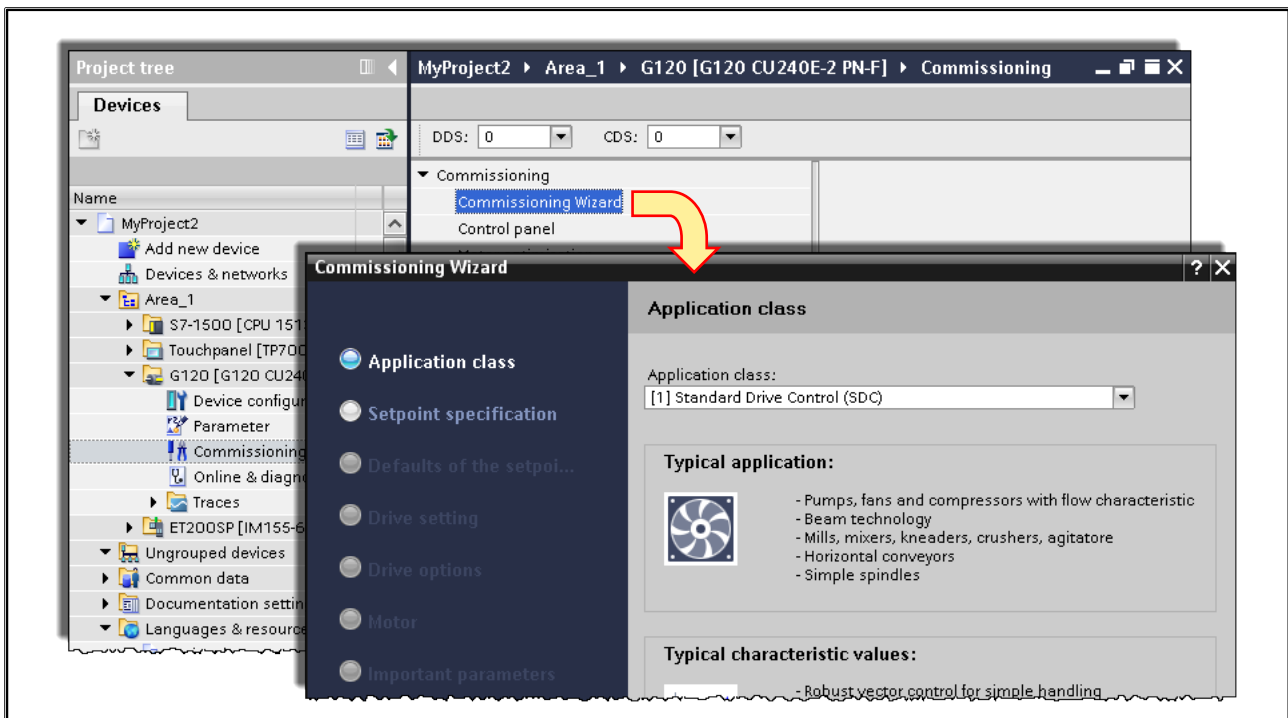 Project tree
MyProject2 ▸ Area_1 ▸ G120 [G120 CU240E-2 PN-F] ▸ Commissioning
Devices
DDS: 0 CDS: 0
Commissioning
Commissioning Wizard
Control panel
Name
MyProject2
Add new device
Devices & networks
Area_1
S7-1500 [CPU 151
Touchpanel [TP700
G120 [G120 CU24
Device configur
Parameter
Commissioning
Online & diagn
Traces
ET200SP [IM155-6
Ungrouped devices
Common data
Documentation settin
Languages & resource
Commissioning Wizard
? X
Application class
Setpoint specification
Defaults of the setpoi...
Drive setting
Drive options
Motor
Important parameters
Application class
Application class:
[1] Standard Drive Control (SDC)
Typical application:
- Pumps, fans and compressors with flow characteristic
- Beam technology
- Mills, mixers, kneaders, crushers, agitatore
- Horizontal conveyors
- Simple spindles
Typical characteristic values:
- Robust vector control for simple handling